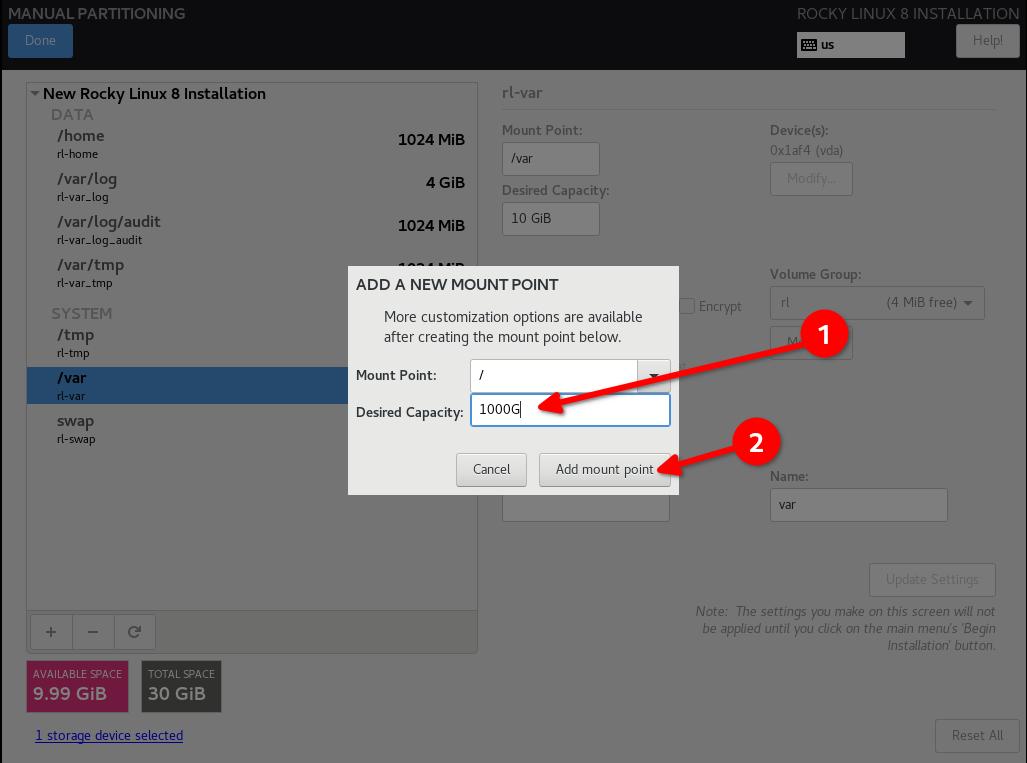 MANUAL PARTITIONING
ROCKY LINUX 8 INSTALLATION
Done
us
Help!
New Rocky Linux 8 Installation
DATA
/home
1024 MiB
rl-home
/var/log
4 GiB
rl-var_log
/var/log/audit
1024 MiB
rl-var_log_audit
/var/tmp
1024 MiB
rl-var_tmp
SYSTEM
/tmp
rl-tmp
/var
rl-var
swap
rl-swap
rl-var
Mount Point:
/var
Desired Capacity:
10 GiB
Device(s):
0x1af4 (vda)
Modify...
Encrypt
Volume Group:
rl (4 MiB free)
ADD A NEW MOUNT POINT
More customization options are available
after creating the mount point below.
Mount Point: /
Desired Capacity: 1000G
Cancel
Add mount point
1
2
Name:
var
Update Settings
Note: The settings you make on this screen will not
be applied until you click on the main menu's 'Begin
Installation' button.
+ −
AVAILABLE SPACE
9.99 GiB
TOTAL SPACE
30 GiB
1 storage device selected
Reset All